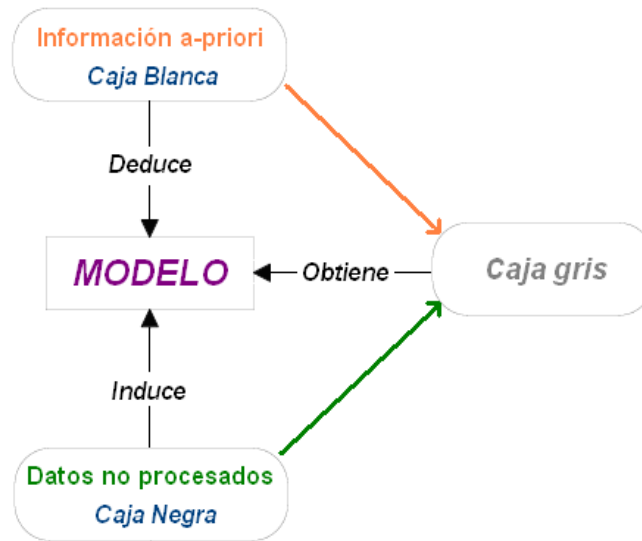 Información a-priori
Caja Blanca
Deduce
MODELO
Obtiene
Caja gris
Induce
Datos no procesados
Caja Negra